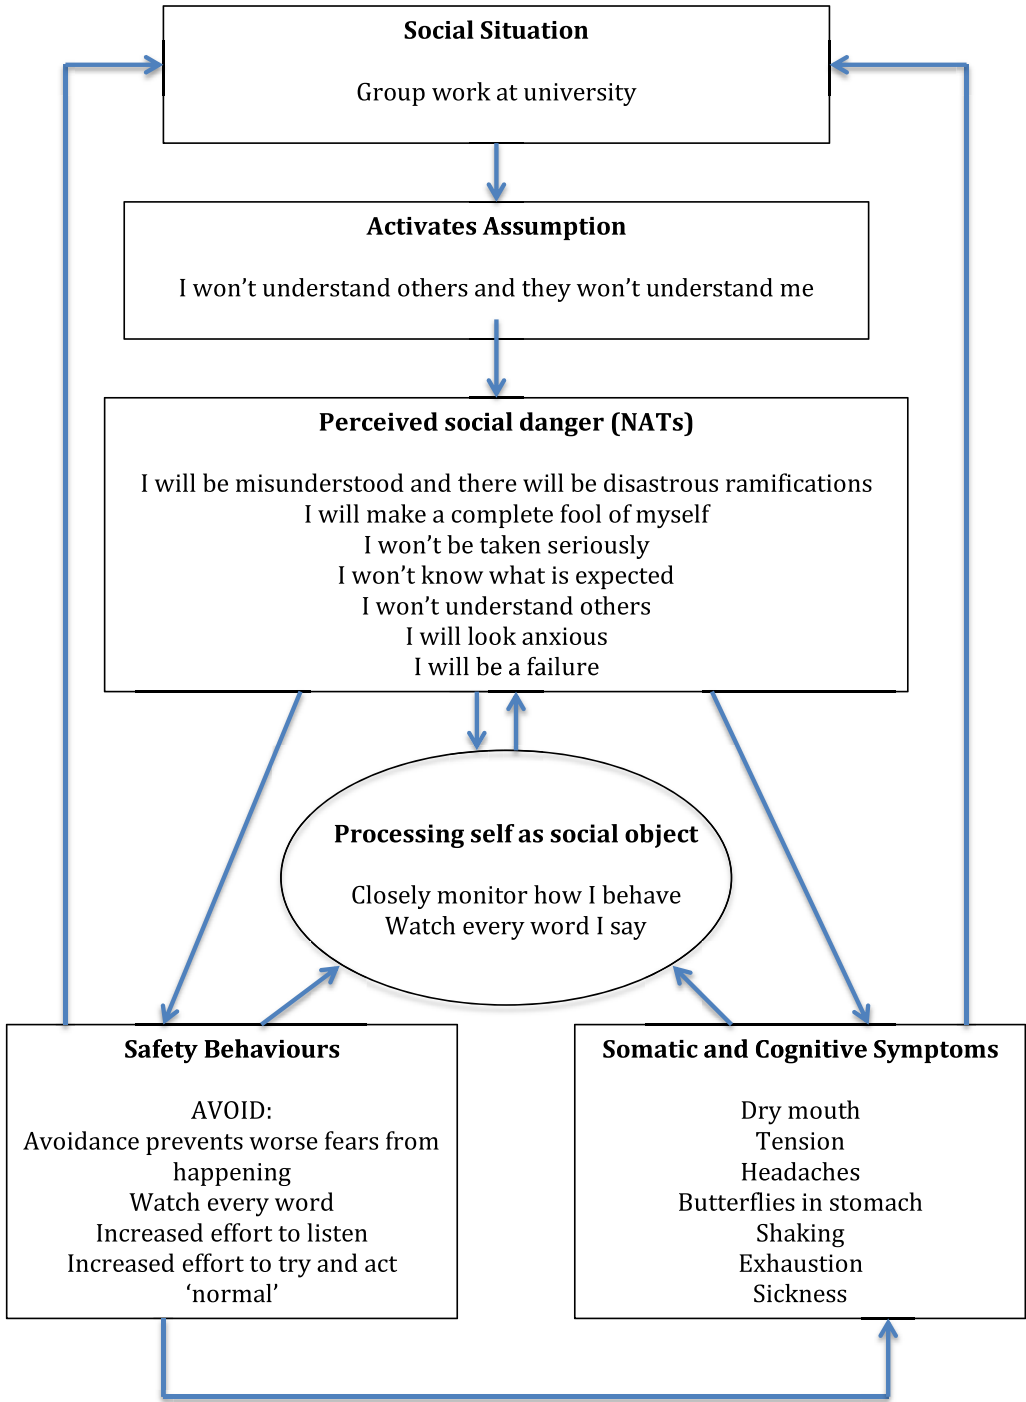 Social Situation
Group work at university
Activates Assumption
I won’t understand others and they won’t understand me
Perceived social danger (NATs)
I will be misunderstood and there will be disastrous ramifications
I will make a complete fool of myself
I won’t be taken seriously
I won’t know what is expected
I won’t understand others
I will look anxious
I will be a failure
Processing self as social object
Closely monitor how I behave
Watch every word I say
Safety Behaviours
AVOID:
Avoidance prevents worse fears from
happening
Watch every word
Increased effort to listen
Increased effort to try and act
‘normal’
Somatic and Cognitive Symptoms
Dry mouth
Tension
Headaches
Butterflies in stomach
Shaking
Exhaustion
Sickness